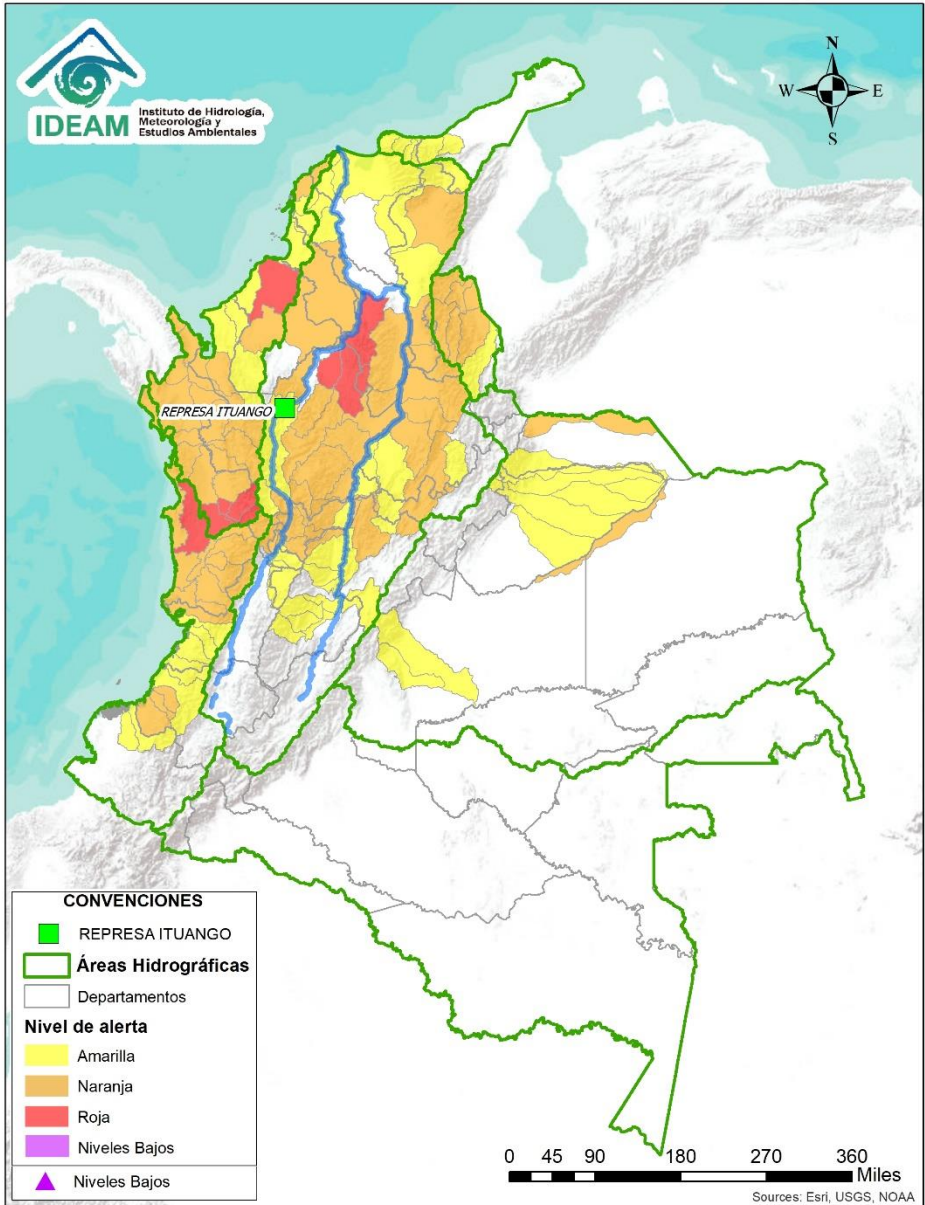 IDEAM
Instituto de Hidrología,
Meteorología y
Estudios Ambientales
N
W
E
S
REPRESA ITUANGO
CONVENCIONES
REPRESA ITUANGO
Áreas Hidrográficas
Departamentos
Nivel de alerta
Amarilla
Naranja
Roja
Niveles Bajos
Niveles Bajos
0 45 90 180 270 360
Miles
Sources: Esri, USGS, NOAA